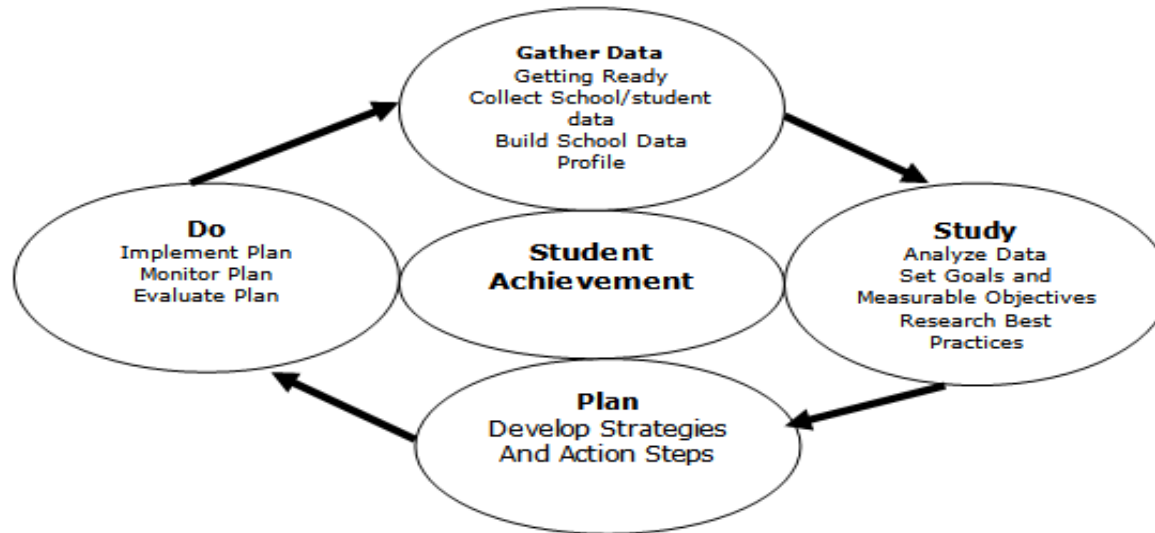 Gather Data
Getting Ready
Collect School/student
data
Build School Data
Profile
Do
Implement Plan
Monitor Plan
Evaluate Plan
Student
Achievement
Study
Analyze Data
Set Goals and
Measurable Objectives
Research Best
Practices
Plan
Develop Strategies
And Action Steps